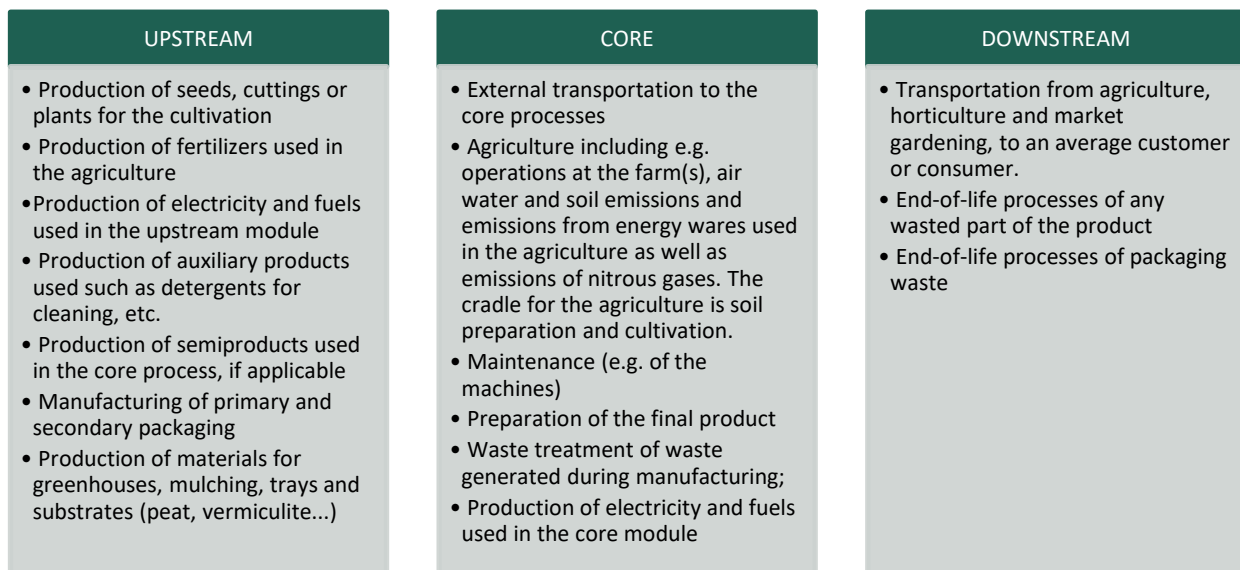 UPSTREAM
• Production of seeds, cuttings or
plants for the cultivation
• Production of fertilizers used in
the agriculture
•Production of electricity and fuels
used in the upstream module
• Production of auxiliary products
used such as detergents for
cleaning, etc.
• Production of semiproducts used
in the core process, if applicable
• Manufacturing of primary and
secondary packaging
• Production of materials for
greenhouses, mulching, trays and
substrates (peat, vermiculite...)
CORE
• External transportation to the
core processes
• Agriculture including e.g.
operations at the farm(s), air
water and soil emissions and
emissions from energy wares used
in the agriculture as well as
emissions of nitrous gases. The
cradle for the agriculture is soil
preparation and cultivation.
• Maintenance (e.g. of the
machines)
• Preparation of the final product
• Waste treatment of waste
generated during manufacturing;
• Production of electricity and fuels
used in the core module
DOWNSTREAM
• Transportation from agriculture,
horticulture and market
gardening, to an average customer
or consumer.
• End-of-life processes of any
wasted part of the product
• End-of-life processes of packaging
waste